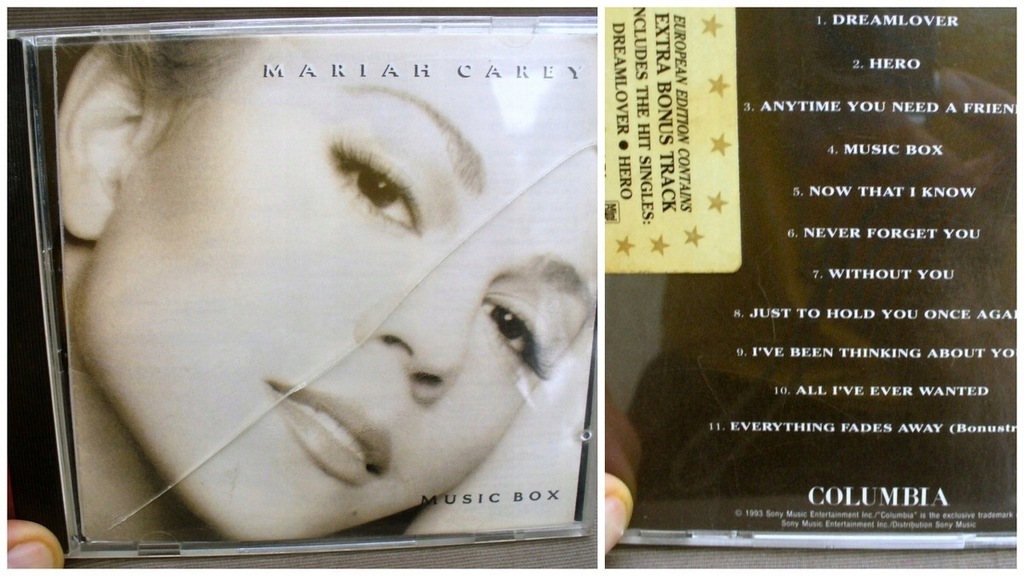 MARIAH CAREY
MUSIC BOX
EUROPEAN EDITION CONTAINS
EXTRA BONUS TRACK
NCLUDES THE HIT SINGLES:
DREAMLOVER ● HERO
1. DREAMLOVER
2. HERO
3. ANYTIME YOU NEED A FRIEN
4. MUSIC BOX
5. NOW THAT I KNOW
6. NEVER FORGET YOU
7. WITHOUT YOU
8. JUST TO HOLD YOU ONCE AGAI
9. I'VE BEEN THINKING ABOUT YO
10. ALL I'VE EVER WANTED
11. EVERYTHING FADES AWAY (Bonustr
COLUMBIA
© 1993 Sony Music Entertainment Inc./"Columbia" is the exclusive trademark
Sony Music Entertainment Inc./Distribution Sony Music